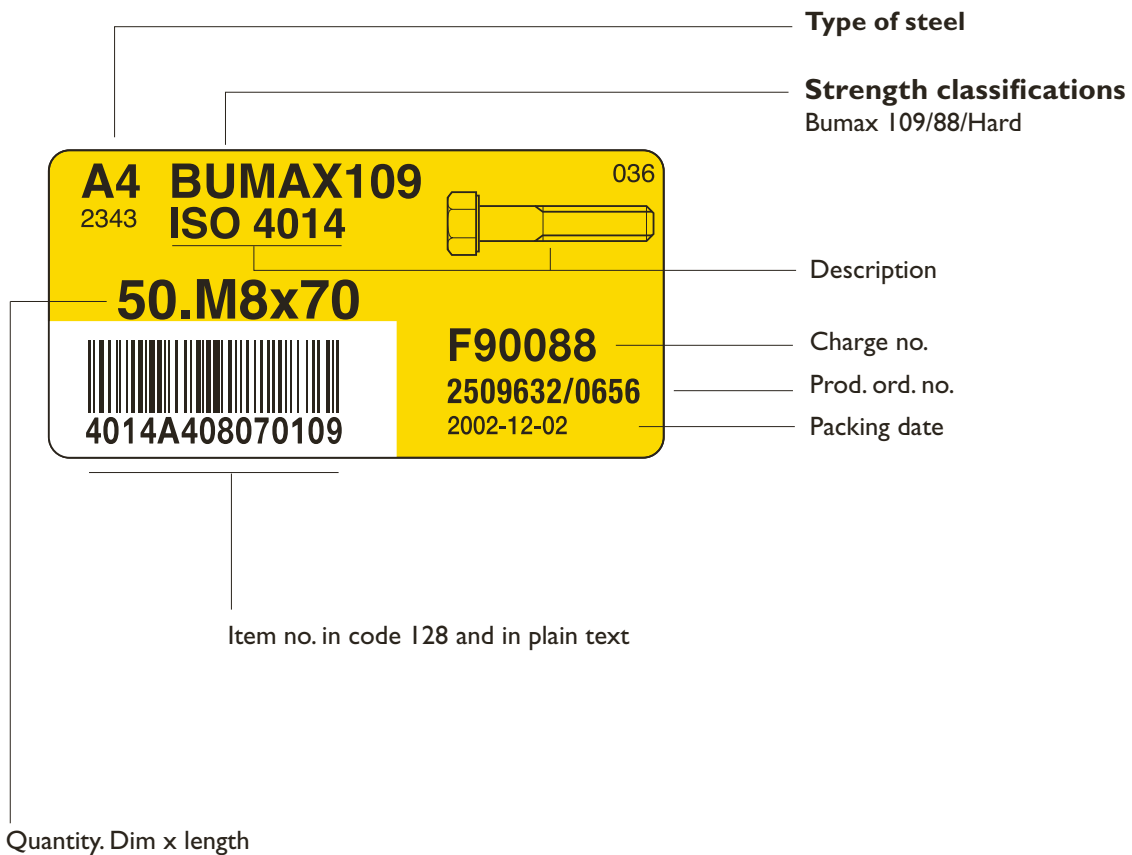 Type of steel
Strength classifications
Bumax 109/88/Hard
A4 BUMAX109 036
2343 ISO 4014
Description
50.M8x70
F90088
Charge no.
2509632/0656
Prod. ord. no.
4014A408070109
2002-12-02
Packing date
Item no. in code 128 and in plain text
Quantity. Dim x length